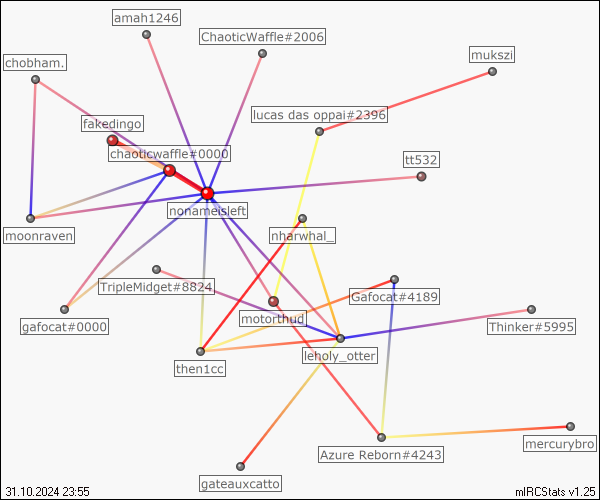 amah1246
ChaoticWaffle#2006
mukszi
chobham.
lucas das oppai#2396
fakedingo
chaoticwaffle#0000
tt532
nonameisleft
moonraven
nharwhal_
TripleMidget#8824
Gafocat#4189
gafocat#0000
motorthud
Thinker#5995
leholy_otter
then1cc
mercurybro
Azure Reborn#4243
gateauxcatto
31.10.2024 23:55
mIRCStats v1.25